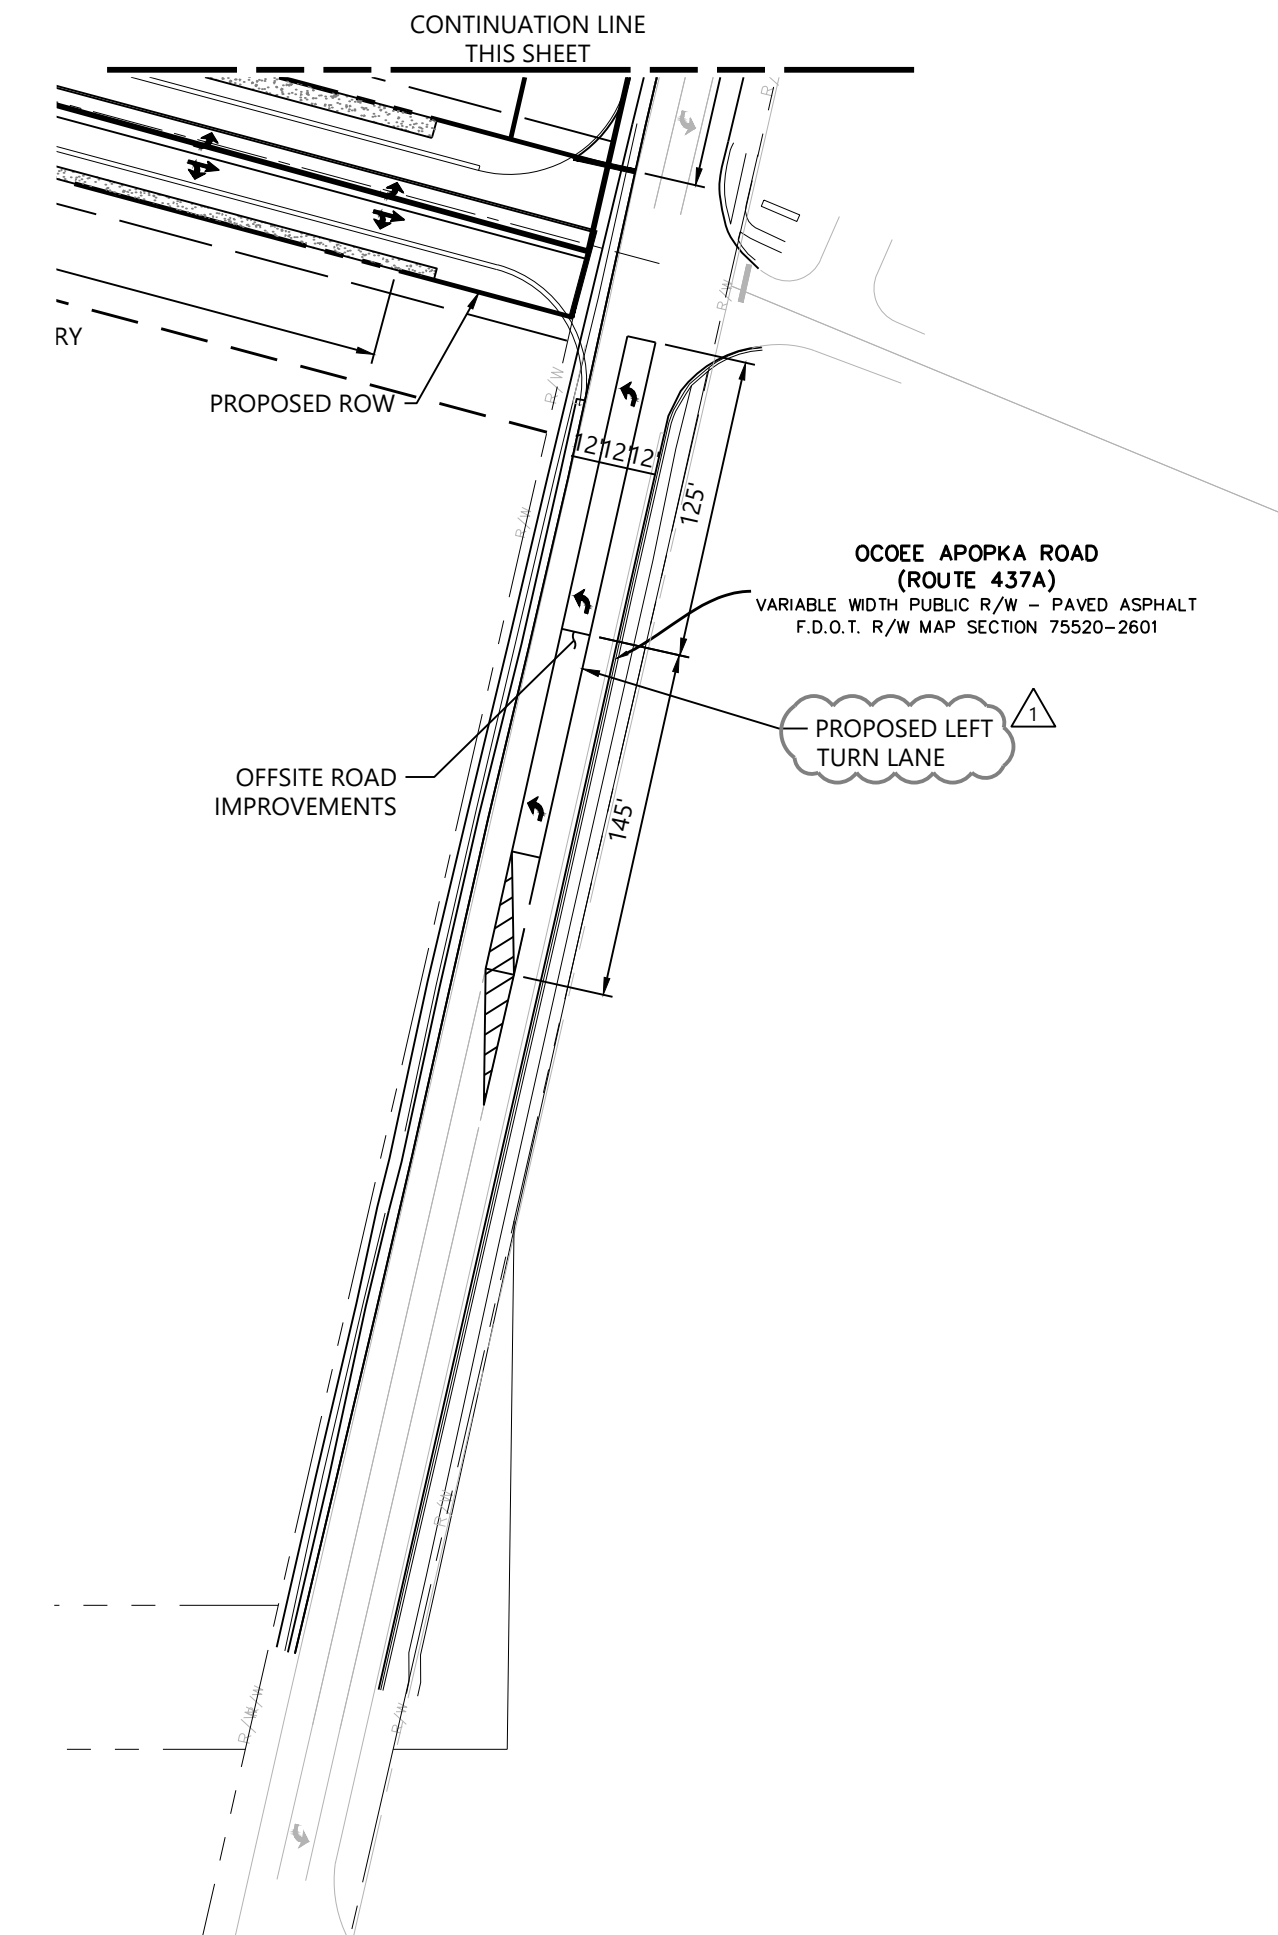 CONTINUATION LINE
THIS SHEET
R/W
RY
PROPOSED ROW
R/W
R/W
12' 12' 12'
R/W
125'
OCOEE APOPKA ROAD
(ROUTE 437A)
VARIABLE WIDTH PUBLIC R/W - PAVED ASPHALT
F.D.O.T. R/W MAP SECTION 75520-2601
1
PROPOSED LEFT
TURN LANE
OFFSITE ROAD
IMPROVEMENTS
145'
R/W
R/W
R/W